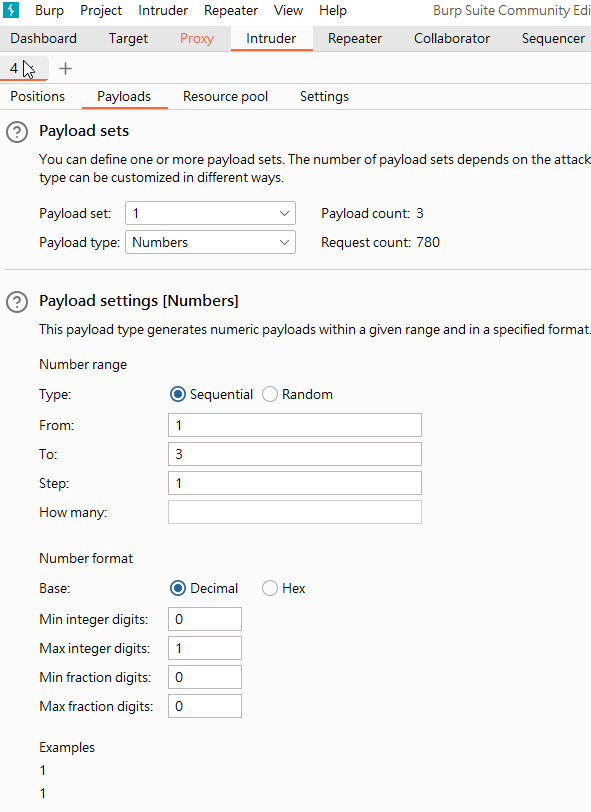 Burp Project Intruder Repeater View Help Burp Suite Community Edi
Dashboard Target Proxy Intruder Repeater Collaborator Sequencer
4 +
Positions Payloads Resource pool Settings
? Payload sets
You can define one or more payload sets. The number of payload sets depends on the attack
type can be customized in different ways.
Payload set: 1 Payload count: 3
Payload type: Numbers Request count: 780
? Payload settings [Numbers]
This payload type generates numeric payloads within a given range and in a specified format.
Number range
Type: Sequential Random
From: 1
To: 3
Step: 1
How many:
Number format
Base: Decimal Hex
Min integer digits: 0
Max integer digits: 1
Min fraction digits: 0
Max fraction digits: 0
Examples
1
1